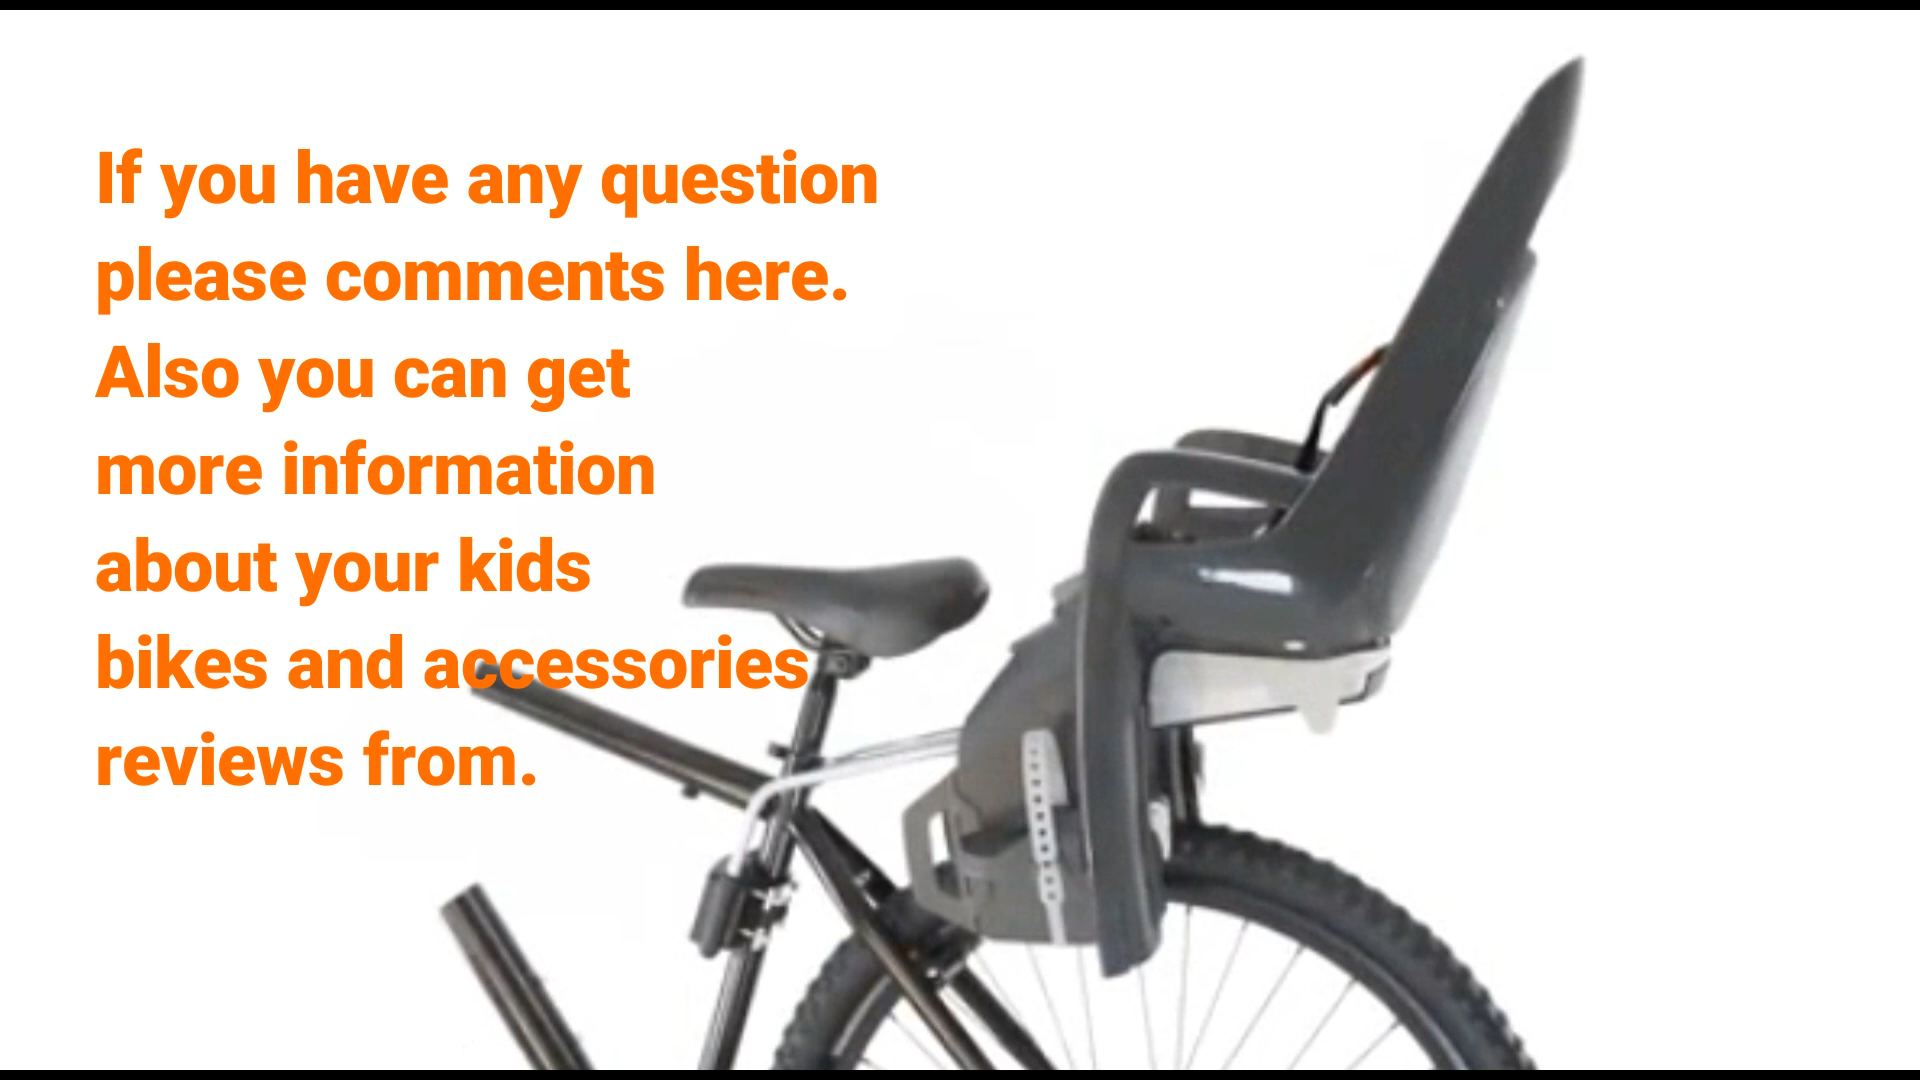 If you have any question
please comments here.
Also you can get
more information
about your kids
bikes and accessories
reviews from.